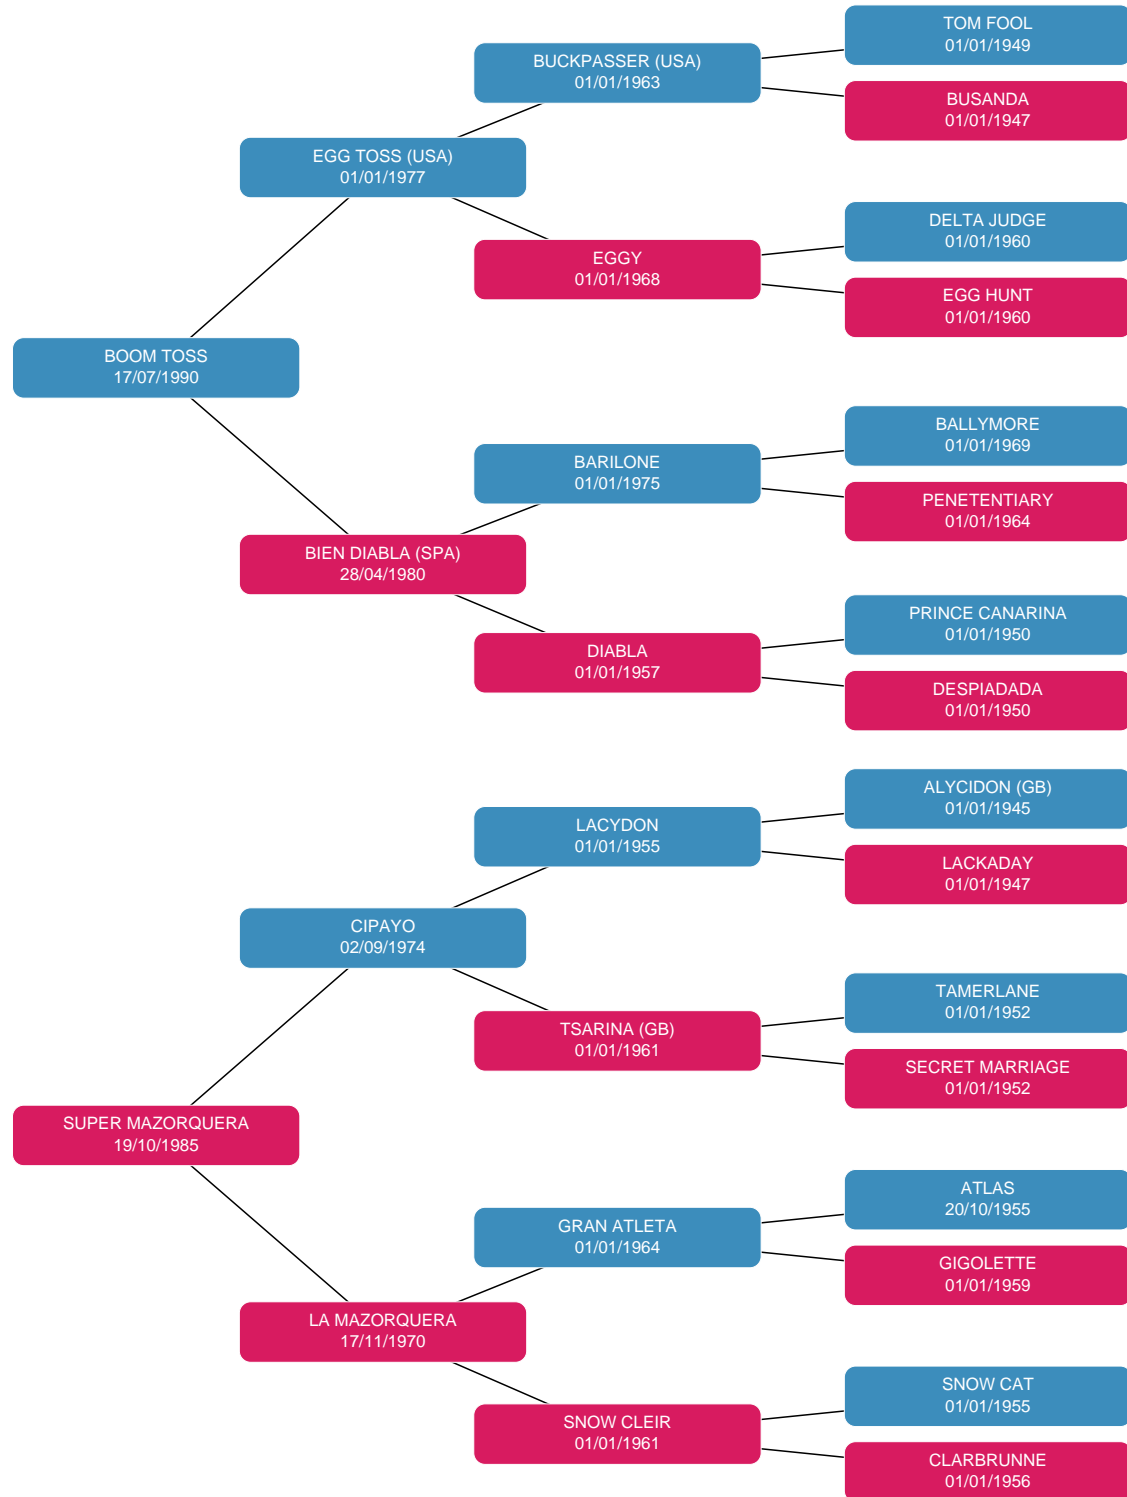 TOM FOOL
01/01/1949
BUCKPASSER (USA)
01/01/1963
BUSANDA
01/01/1947
EGG TOSS (USA)
01/01/1977
DELTA JUDGE
01/01/1960
EGGY
01/01/1968
EGG HUNT
01/01/1960
BOOM TOSS
17/07/1990
BALLYMORE
01/01/1969
BARILONE
01/01/1975
PENETENTIARY
01/01/1964
BIEN DIABLA (SPA)
28/04/1980
PRINCE CANARINA
01/01/1950
DIABLA
01/01/1957
DESPIADADA
01/01/1950
ALYCIDON (GB)
01/01/1945
LACYDON
01/01/1955
LACKADAY
01/01/1947
CIPAYO
02/09/1974
TAMERLANE
01/01/1952
TSARINA (GB)
01/01/1961
SECRET MARRIAGE
01/01/1952
SUPER MAZORQUERA
19/10/1985
ATLAS
20/10/1955
GRAN ATLETA
01/01/1964
GIGOLETTE
01/01/1959
LA MAZORQUERA
17/11/1970
SNOW CAT
01/01/1955
SNOW CLEIR
01/01/1961
CLARBRUNNE
01/01/1956